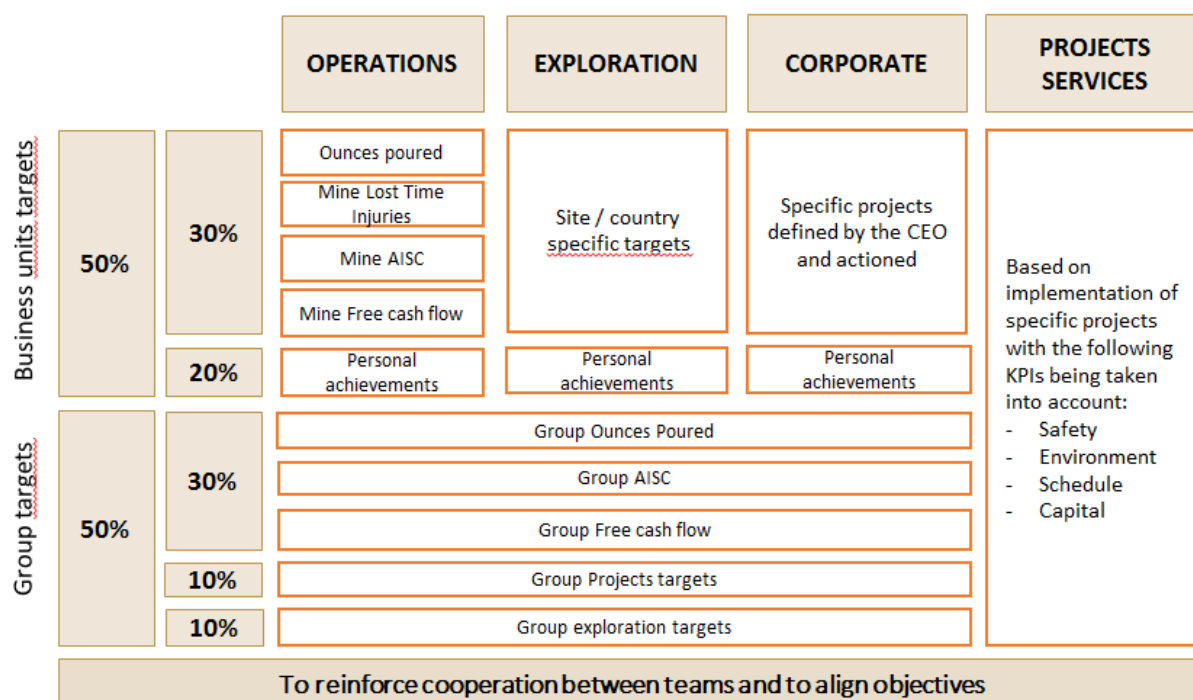 OPERATIONS
EXPLORATION
CORPORATE
PROJECTS
SERVICES
Business units targets
50%
30%
Ounces poured
Mine Lost Time
Injuries
Mine AISC
Mine Free cash flow
Site / country
specific targets
Specific projects
defined by the CEO
and actioned
20%
Personal
achievements
Personal
achievements
Personal
achievements
Based on
implementation of
specific projects
with the following
KPIs being taken
into account:
- Safety
- Environment
- Schedule
- Capital
Group targets
50%
30%
Group Ounces Poured
Group AISC
Group Free cash flow
10%
Group Projects targets
10%
Group exploration targets
To reinforce cooperation between teams and to align objectives